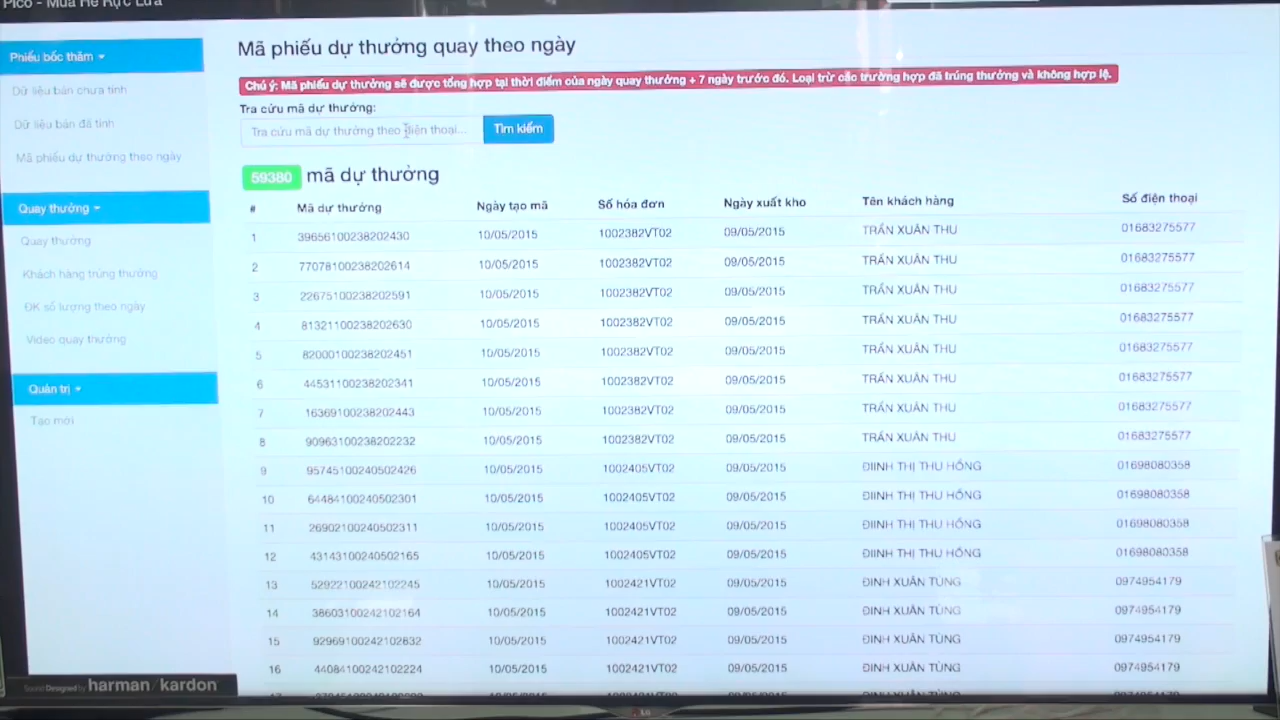 Pico - Mùa Hè Rực Lửa
Phiếu bốc thăm
Dữ liệu bán chưa tính
Dữ liệu bán đã tính
Mã phiếu dự thưởng theo ngày
Quay thưởng
Quay thưởng
Khách hàng trúng thưởng
ĐK số lượng theo ngày
Video quay thưởng
Quản trị
Tạo mới
Mã phiếu dự thưởng quay theo ngày
Chú ý: Mã phiếu dự thưởng sẽ được tổng hợp tại thời điểm của ngày quay thưởng + 7 ngày trước đó. Loại trừ các trường hợp đã trúng thưởng và không hợp lệ.
Tra cứu mã dự thưởng:
Tra cứu mã dự thưởng theo điện thoại... Tìm kiếm
59380 mã dự thưởng
# Mã dự thưởng Ngày tạo mã Số hóa đơn Ngày xuất kho Tên khách hàng Số điện thoại
1 39656100238202430 10/05/2015 1002382VT02 09/05/2015 TRẦN XUÂN THU 01683275577
2 77078100238202614 10/05/2015 1002382VT02 09/05/2015 TRẦN XUÂN THU 01683275577
3 22675100238202591 10/05/2015 1002382VT02 09/05/2015 TRẦN XUÂN THU 01683275577
4 81321100238202630 10/05/2015 1002382VT02 09/05/2015 TRẦN XUÂN THU 01683275577
5 82000100238202451 10/05/2015 1002382VT02 09/05/2015 TRẦN XUÂN THU 01683275577
6 44531100238202341 10/05/2015 1002382VT02 09/05/2015 TRẦN XUÂN THU 01683275577
7 16369100238202443 10/05/2015 1002382VT02 09/05/2015 TRẦN XUÂN THU 01683275577
8 90963100238202232 10/05/2015 1002382VT02 09/05/2015 TRẦN XUÂN THU 01683275577
9 95745100240502426 10/05/2015 1002405VT02 09/05/2015 ĐIINH THỊ THU HỒNG 01698080358
10 64484100240502301 10/05/2015 1002405VT02 09/05/2015 ĐIINH THỊ THU HỒNG 01698080358
11 26902100240502311 10/05/2015 1002405VT02 09/05/2015 ĐIINH THỊ THU HỒNG 01698080358
12 43143100240502165 10/05/2015 1002405VT02 09/05/2015 ĐIINH THỊ THU HỒNG 01698080358
13 52922100242102245 10/05/2015 1002421VT02 09/05/2015 ĐINH XUÂN TÙNG 0974954179
14 38603100242102164 10/05/2015 1002421VT02 09/05/2015 ĐINH XUÂN TÙNG 0974954179
15 92969100242102632 10/05/2015 1002421VT02 09/05/2015 ĐINH XUÂN TÙNG 0974954179
16 44084100242102224 10/05/2015 1002421VT02 09/05/2015 ĐINH XUÂN TÙNG 0974954179
Sound Designed by harman/kardon
LG